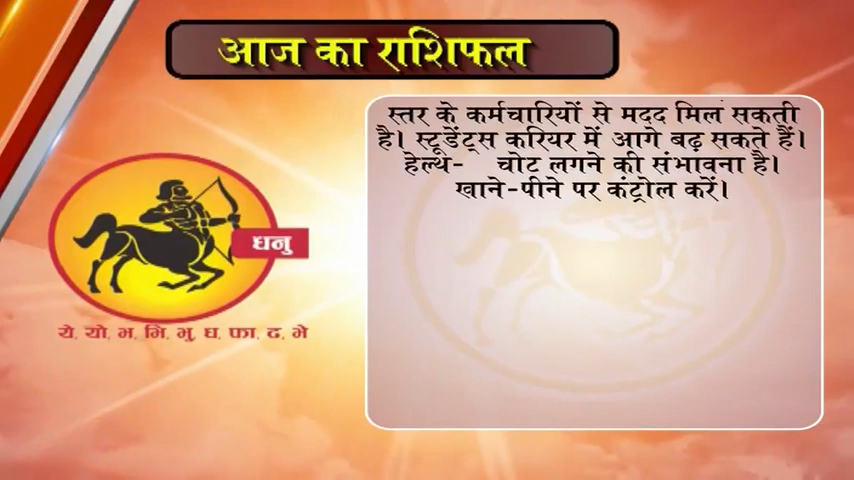 आज का राशिफल
स्तर के कर्मचारियों से मदद मिल सकती
है। स्टूडेंट्स करियर में आगे बढ़ सकते हैं।
हेल्थ- चोट लगने की संभावना है।
खाने-पीने पर कंट्रोल करें।
धनु
ये, यो, भ, भि, भु, ध, फा, ढ, भे